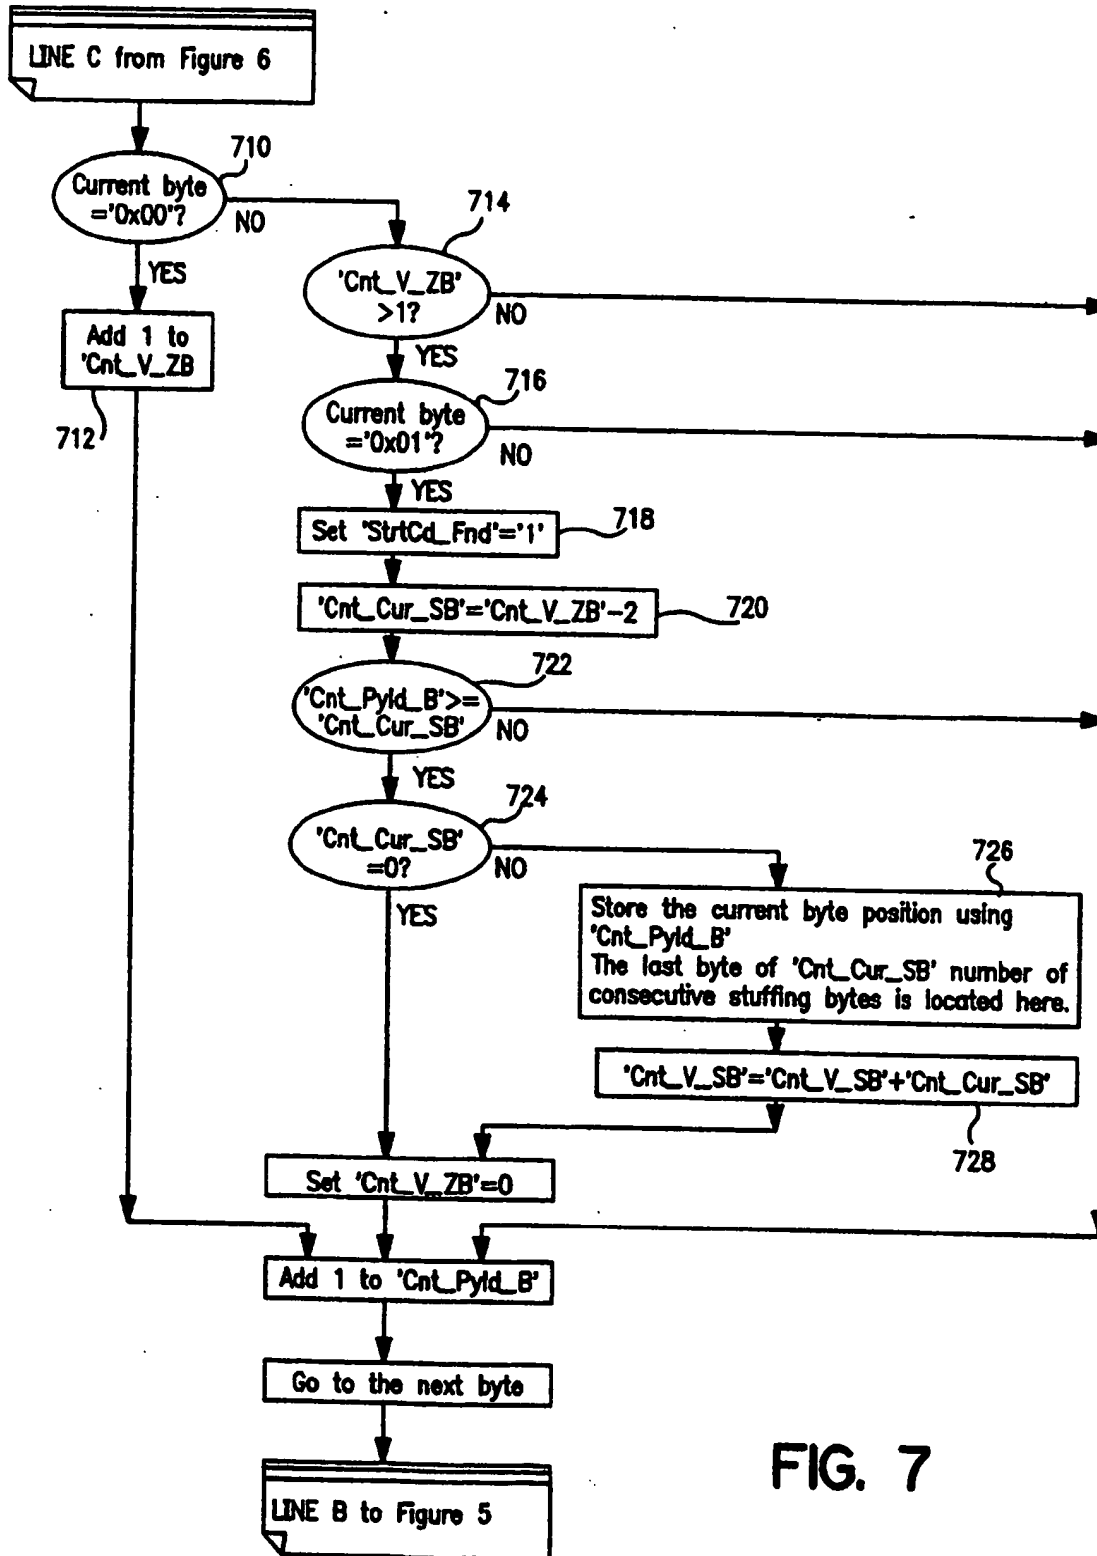 LINE C from Figure 6
710
Current byte
='0x00'?
NO
YES
714
'Cnt_V_ZB'
>1?
NO
YES
Add 1 to
'Cnt_V_ZB
712
716
Current byte
='0x01'?
NO
YES
Set 'StrtCd_Fnd'='1'
718
'Cnt_Cur_SB'='Cnt_V_ZB'-2
720
722
'Cnt_Pyld_B'>=
'Cnt_Cur_SB'
NO
YES
724
'Cnt_Cur_SB'
=0?
NO
YES
726
Store the current byte position using
'Cnt_Pyld_B'
The last byte of 'Cnt_Cur_SB' number of
consecutive stuffing bytes is located here.
'Cnt_V_SB'='Cnt_V_SB'+'Cnt_Cur_SB'
728
Set 'Cnt_V_ZB'=0
Add 1 to 'Cnt_Pyld_B'
Go to the next byte
LINE B to Figure 5
FIG. 7